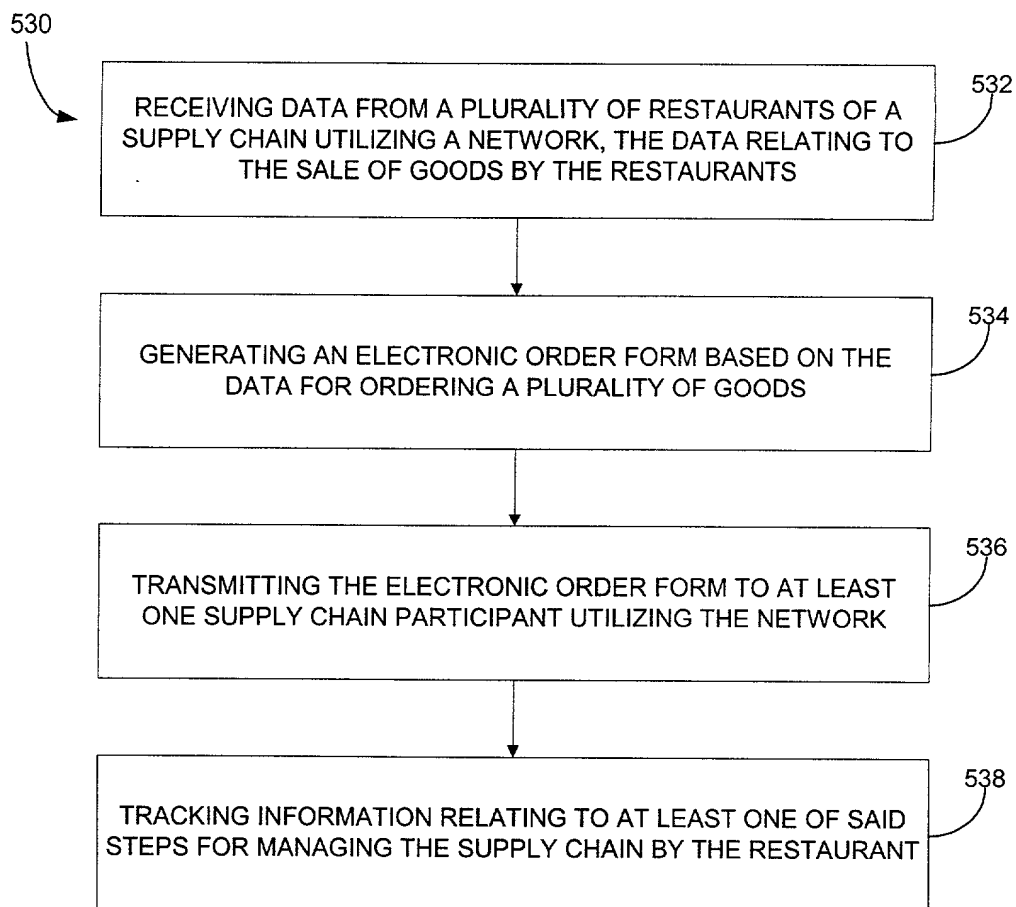 530
532
RECEIVING DATA FROM A PLURALITY OF RESTAURANTS OF A
SUPPLY CHAIN UTILIZING A NETWORK, THE DATA RELATING TO
THE SALE OF GOODS BY THE RESTAURANTS
534
GENERATING AN ELECTRONIC ORDER FORM BASED ON THE
DATA FOR ORDERING A PLURALITY OF GOODS
536
TRANSMITTING THE ELECTRONIC ORDER FORM TO AT LEAST
ONE SUPPLY CHAIN PARTICIPANT UTILIZING THE NETWORK
538
TRACKING INFORMATION RELATING TO AT LEAST ONE OF SAID
STEPS FOR MANAGING THE SUPPLY CHAIN BY THE RESTAURANT